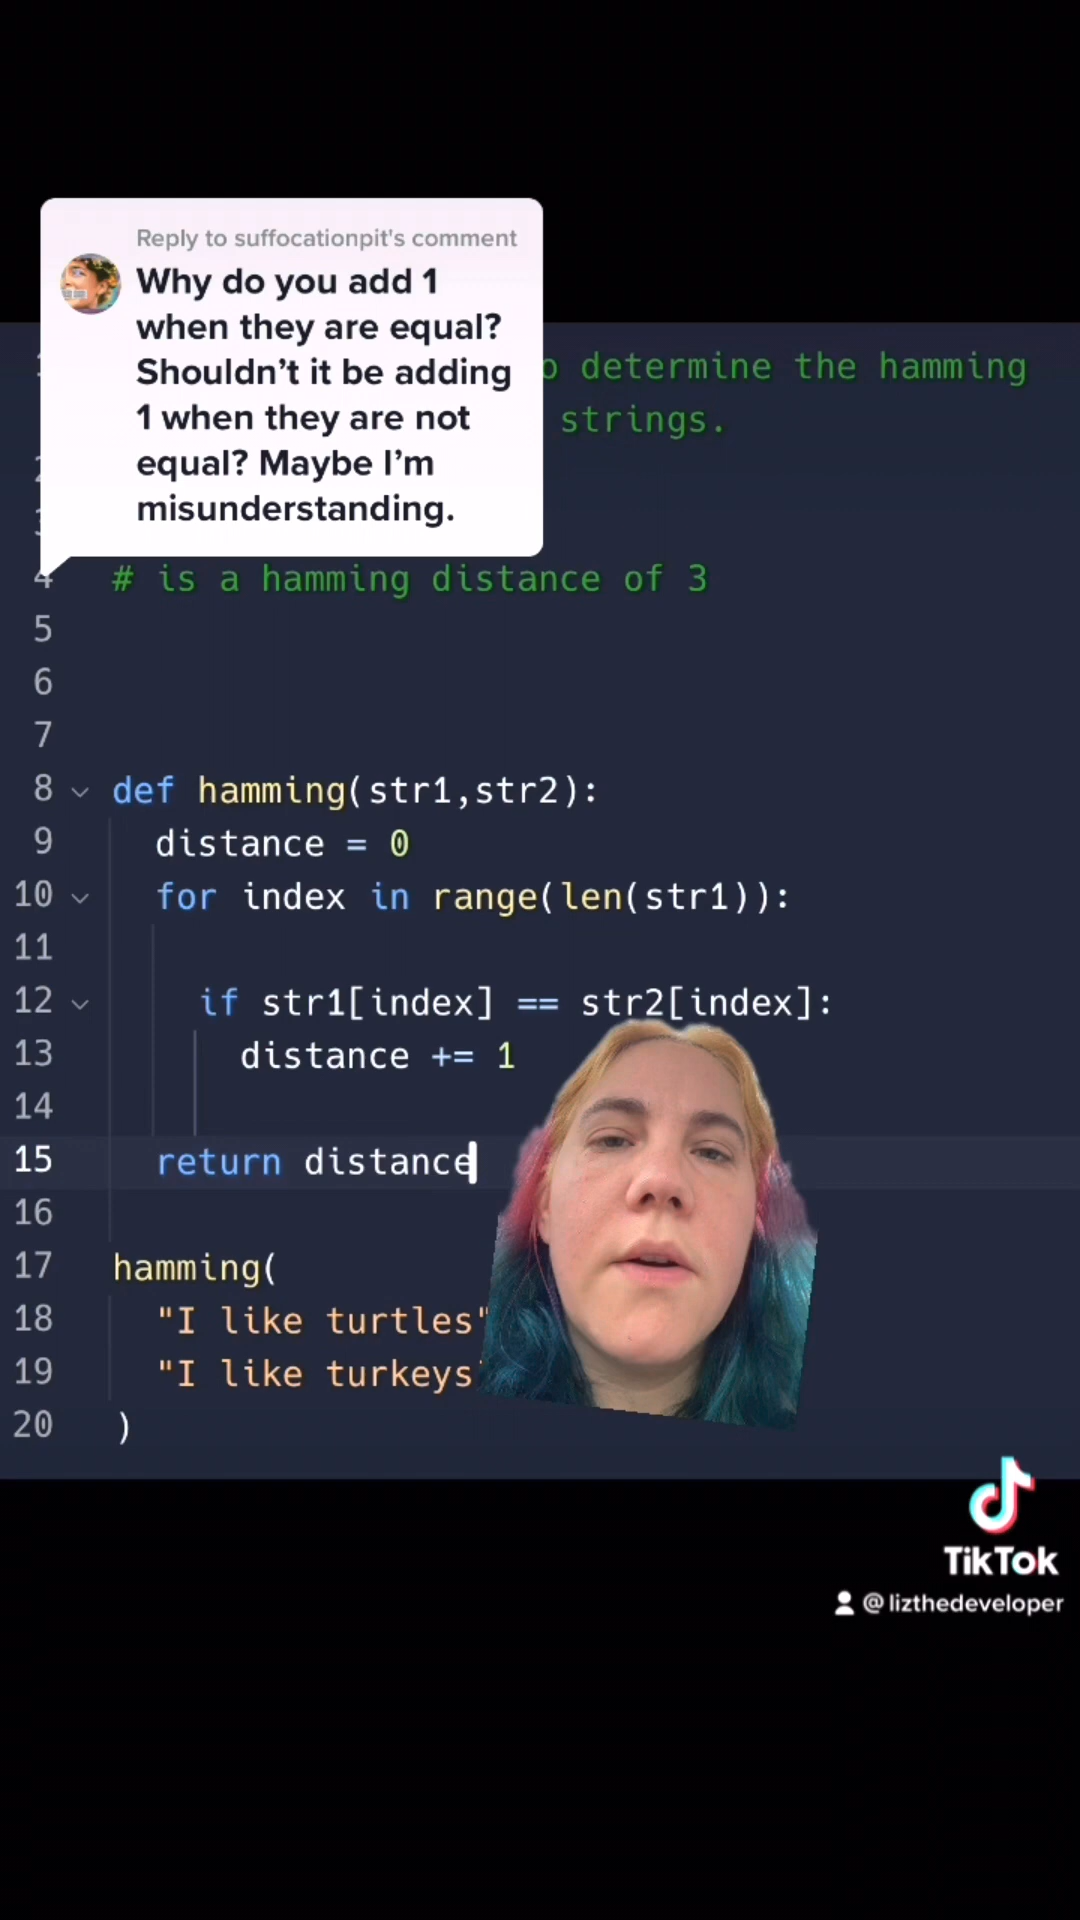 Reply to suffocationpit's comment
Why do you add 1
when they are equal?
Shouldn't it be adding
1 when they are not
equal? Maybe I'm
misunderstanding.
determine the hamming
strings.
4 # is a hamming distance of 3
5
6
7
8 def hamming(str1,str2):
9 distance = 0
10 for index in range(len(str1)):
11
12 if str1[index] == str2[index]:
13 distance += 1
14
15 return distance
16
17 hamming(
18 "I like turtles"
19 "I like turkeys
20 )
TikTok
@lizthedeveloper